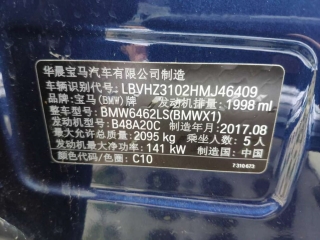 华晨宝马汽车有限公司制造
车辆识别代号: LBVHZ3102HMJ46409
品牌: 宝马(BMW)牌 发动机排量: 1998 ml
整车型号: BMW6462LS(BMWX1)
发动机型号: B48A20C 制造年月: 2017.08
最大允许总质量: 2095 kg 乘坐人数: 5人
发动机最大净功率: 141 kW 制造国: 中国
颜色代码/色号: C10
7310673